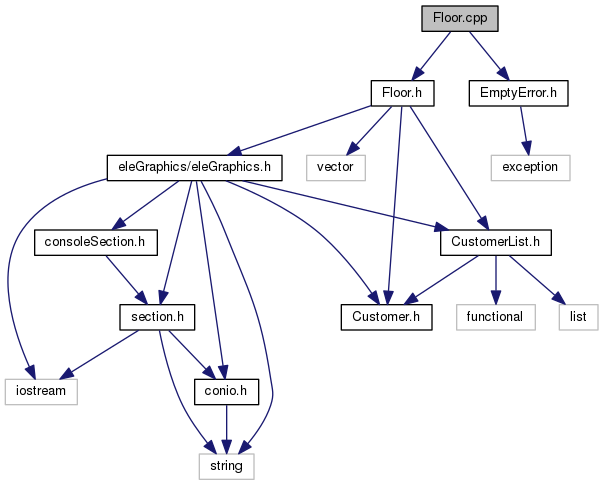 Floor.cpp
Floor.h
EmptyError.h
eleGraphics/eleGraphics.h
vector
exception
consoleSection.h
CustomerList.h
section.h
Customer.h
functional
list
iostream
conio.h
string